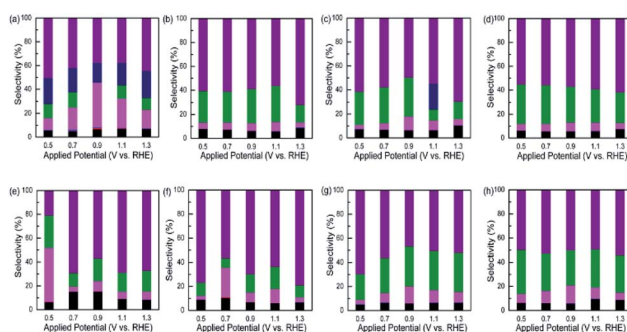 (a) (b) (c) (d)
Selectivity (%) Selectivity (%) Selectivity (%) Selectivity (%)
100 100 100 100
80 80 80 80
60 60 60 60
40 40 40 40
20 20 20 20
0 0 0 0
0.5 0.7 0.9 1.1 1.3 0.5 0.7 0.9 1.1 1.3 0.5 0.7 0.9 1.1 1.3 0.5 0.7 0.9 1.1 1.3
Applied Potential (V vs. RHE) Applied Potential (V vs. RHE) Applied Potential (V vs. RHE) Applied Potential (V vs. RHE)
(e) (f) (g) (h)
Selectivity (%) Selectivity (%) Selectivity (%) Selectivity (%)
100 100 100 100
80 80 80 80
60 60 60 60
40 40 40 40
20 20 20 20
0 0 0 0
0.5 0.7 0.9 1.1 1.3 0.5 0.7 0.9 1.1 1.3 0.5 0.7 0.9 1.1 1.3 0.5 0.7 0.9 1.1 1.3
Applied Potential (V vs. RHE) Applied Potential (V vs. RHE) Applied Potential (V vs. RHE) Applied Potential (V vs. RHE)